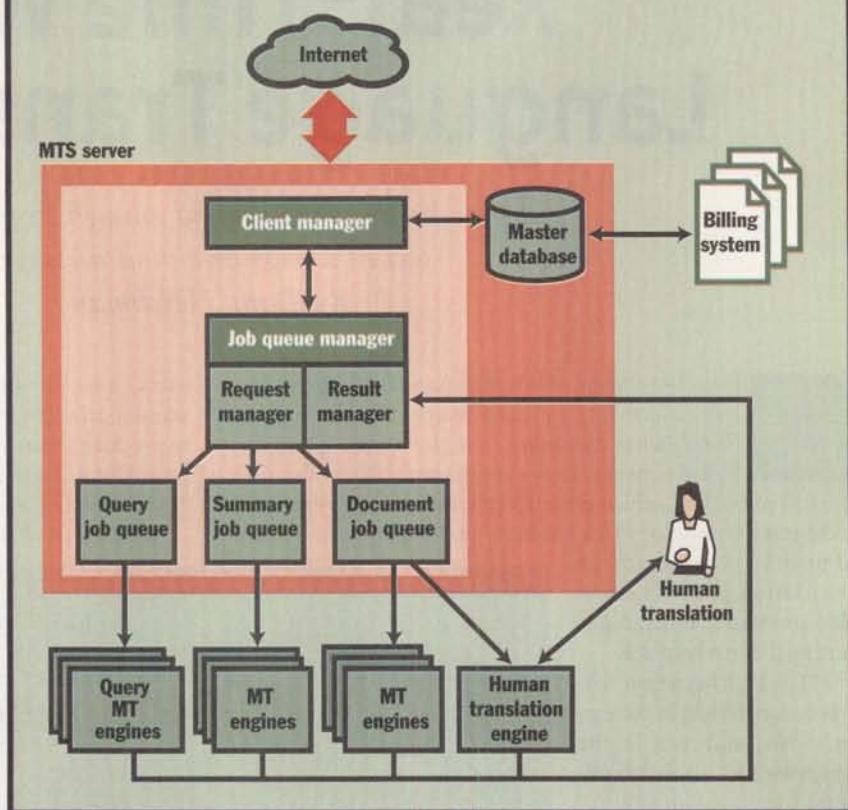 Internet
MTS server
Client manager
Master
database
Billing
system
Job queue manager
Request
manager
Result
manager
Query
job queue
Summary
job queue
Document
job queue
Human
translation
Query
MT
engines
MT
engines
MT
engines
Human
translation
engine